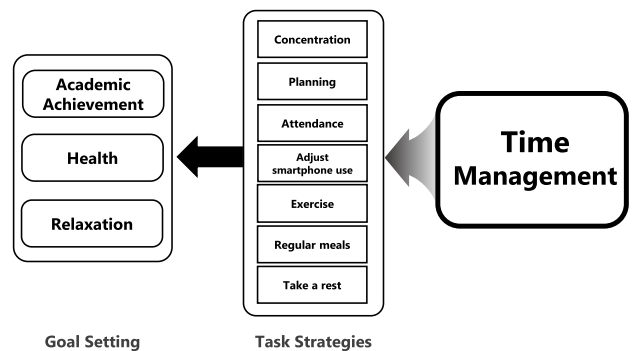 Academic
Achievement
Health
Relaxation
Goal Setting
Concentration
Planning
Attendance
Adjust
smartphone use
Exercise
Regular meals
Take a rest
Task Strategies
Time
Management